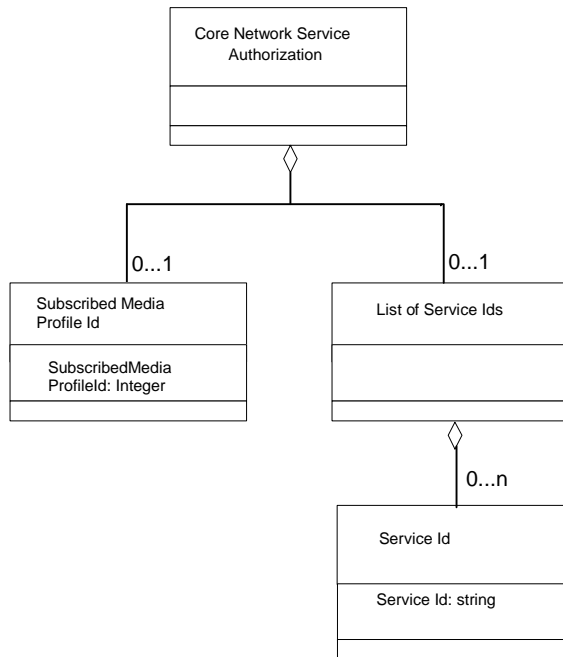 Core Network Service
Authorization
0...1
0...1
Subscribed Media
Profile Id
SubscribedMedia
ProfileId: Integer
List of Service Ids
0...n
Service Id
Service Id: string